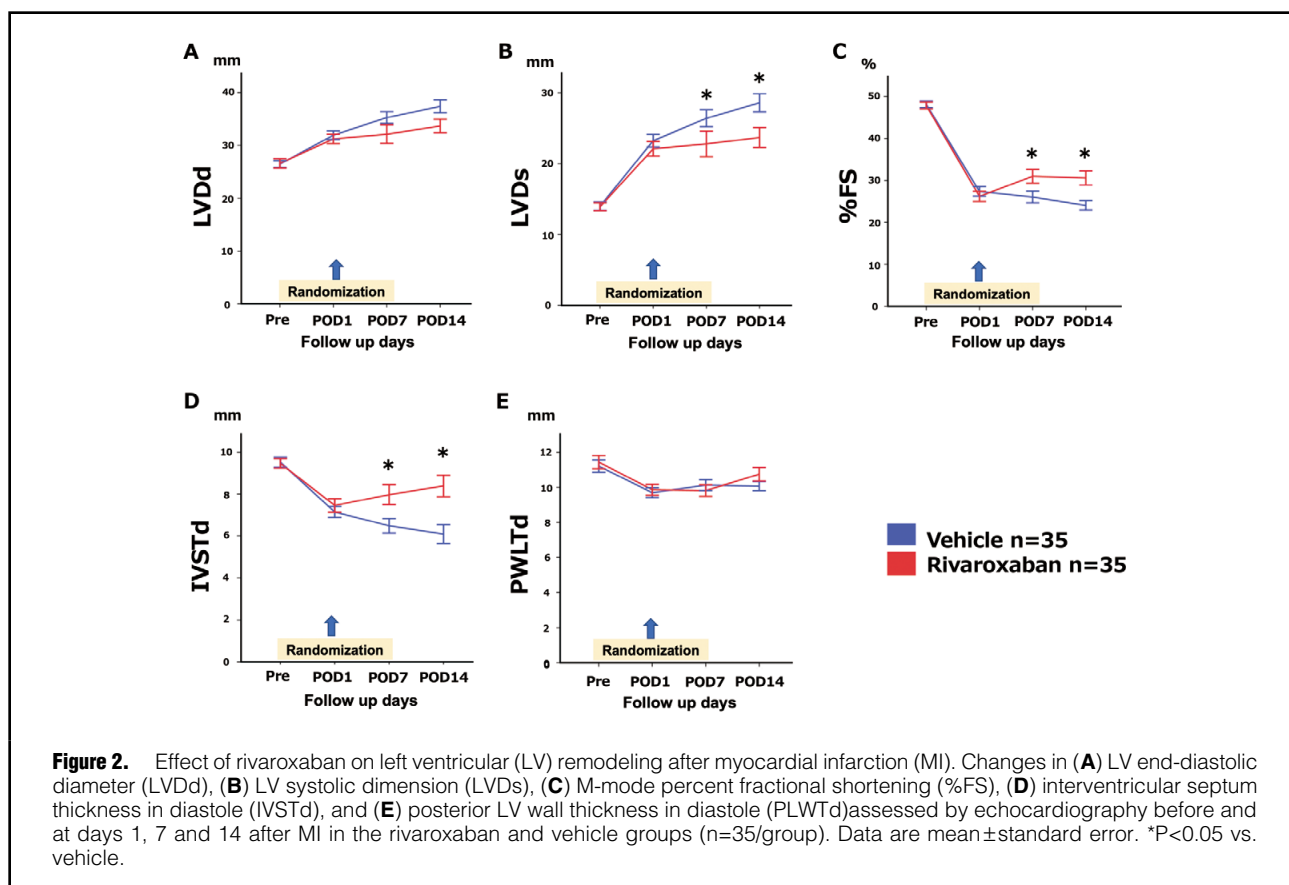 A
mm
40
30
20
10
0
LVDd
Randomization
Pre POD1 POD7 POD14
Follow up days
B
mm
30
20
10
0
LVDs
* *
Randomization
Pre POD1 POD7 POD14
Follow up days
C
%
50
40
30
20
10
0
%FS
* *
Randomization
Pre POD1 POD7 POD14
Follow up days
D
mm
10
8
6
4
2
0
IVSTd
* *
Randomization
Pre POD1 POD7 POD14
Follow up days
E
mm
12
10
8
6
4
2
0
PWLTd
Randomization
Pre POD1 POD7 POD14
Follow up days
Vehicle n=35
Rivaroxaban n=35
Figure 2. Effect of rivaroxaban on left ventricular (LV) remodeling after myocardial infarction (MI). Changes in (A) LV end-diastolic
diameter (LVDd), (B) LV systolic dimension (LVDs), (C) M-mode percent fractional shortening (%FS), (D) interventricular septum
thickness in diastole (IVSTd), and (E) posterior LV wall thickness in diastole (PLWTd)assessed by echocardiography before and
at days 1, 7 and 14 after MI in the rivaroxaban and vehicle groups (n=35/group). Data are mean±standard error. *P<0.05 vs.
vehicle.